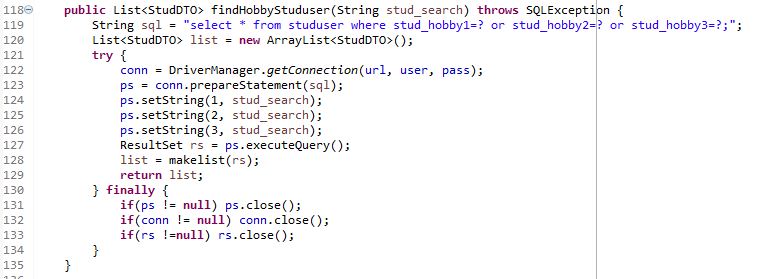 118 public List<StudDTO> findHobbyStuduser(String stud_search) throws SQLException {
119 String sql = "select * from studuser where stud_hobby1=? or stud_hobby2=? or stud_hobby3=?;";
120 List<StudDTO> list = new ArrayList<StudDTO>();
121 try {
122 conn = DriverManager.getConnection(url, user, pass);
123 ps = conn.prepareStatement(sql);
124 ps.setString(1, stud_search);
125 ps.setString(2, stud_search);
126 ps.setString(3, stud_search);
127 ResultSet rs = ps.executeQuery();
128 list = makelist(rs);
129 return list;
130 } finally {
131 if(ps != null) ps.close();
132 if(conn != null) conn.close();
133 if(rs !=null) rs.close();
134 }
135 }